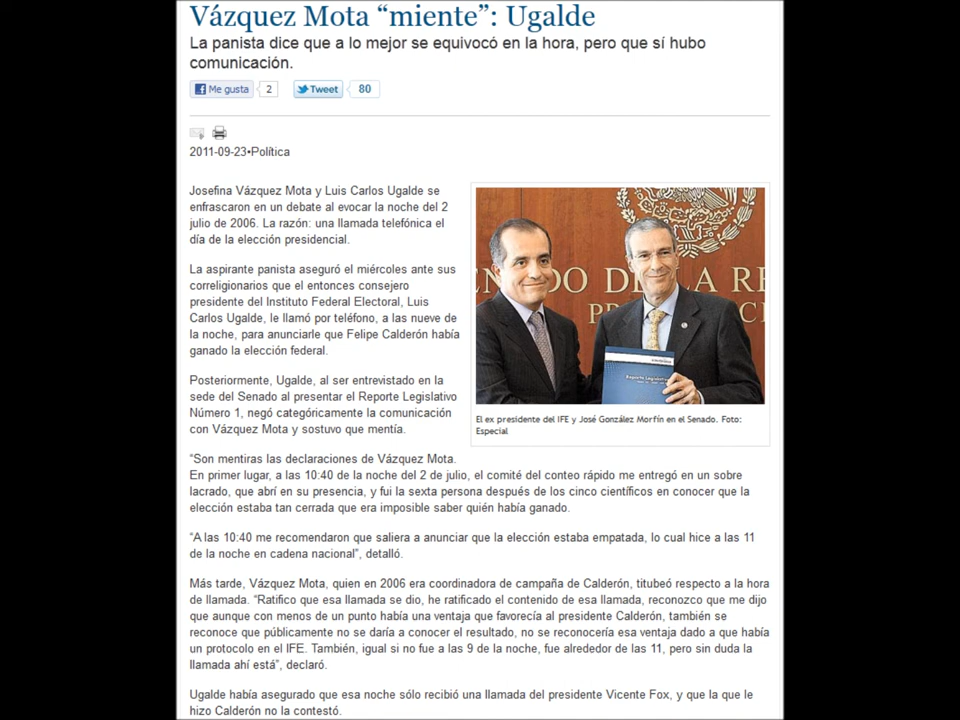 Vázquez Mota “miente”: Ugalde
La panista dice que a lo mejor se equivocó en la hora, pero que sí hubo
comunicación.
Me gusta 2 Tweet 80
2011-09-23•Política
Josefina Vázquez Mota y Luis Carlos Ugalde se
enfrascaron en un debate al evocar la noche del 2
julio de 2006. La razón: una llamada telefónica el
día de la elección presidencial.
La aspirante panista aseguró el miércoles ante sus
correligionarios que el entonces consejero
presidente del Instituto Federal Electoral, Luis
Carlos Ugalde, le llamó por teléfono, a las nueve de
la noche, para anunciarle que Felipe Calderón había
ganado la elección federal.
Posteriormente, Ugalde, al ser entrevistado en la
sede del Senado al presentar el Reporte Legislativo
Número 1, negó categóricamente la comunicación
con Vázquez Mota y sostuvo que mentía.
ENADO DE LA RE
PR
Reporte Legislativo
El ex presidente del IFE y José González Morfín en el Senado. Foto:
Especial
“Son mentiras las declaraciones de Vázquez Mota.
En primer lugar, a las 10:40 de la noche del 2 de julio, el comité del conteo rápido me entregó en un sobre
lacrado, que abrí en su presencia, y fui la sexta persona después de los cinco científicos en conocer que la
elección estaba tan cerrada que era imposible saber quién había ganado.
“A las 10:40 me recomendaron que saliera a anunciar que la elección estaba empatada, lo cual hice a las 11
de la noche en cadena nacional”, detalló.
Más tarde, Vázquez Mota, quien en 2006 era coordinadora de campaña de Calderón, titubeó respecto a la hora
de llamada. “Ratifico que esa llamada se dio, he ratificado el contenido de esa llamada, reconozco que me dijo
que aunque con menos de un punto había una ventaja que favorecía al presidente Calderón, también se
reconoce que públicamente no se daría a conocer el resultado, no se reconocería esa ventaja dado a que había
un protocolo en el IFE. También, igual si no fue a las 9 de la noche, fue alrededor de las 11, pero sin duda la
llamada ahí está”, declaró.
Ugalde había asegurado que esa noche sólo recibió una llamada del presidente Vicente Fox, y que la que le
hizo Calderón no la contestó.